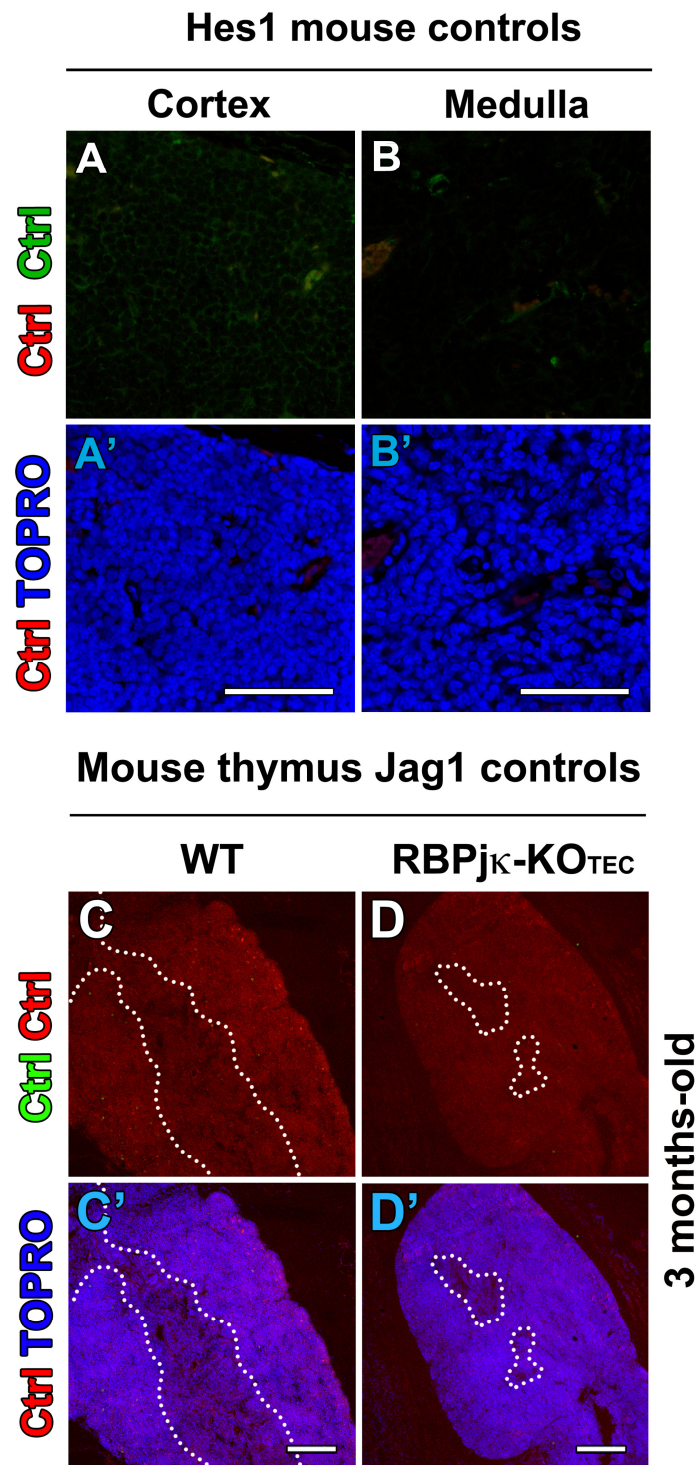 Hes1 mouse controls
Cortex Medulla
Ctrl Ctrl
A B
Ctrl TOPRO
A’ B’
Mouse thymus Jag1 controls
WT RBPjκ-KOTEC
Ctrl Ctrl
C D
Ctrl TOPRO
C’ D’
3 months-old